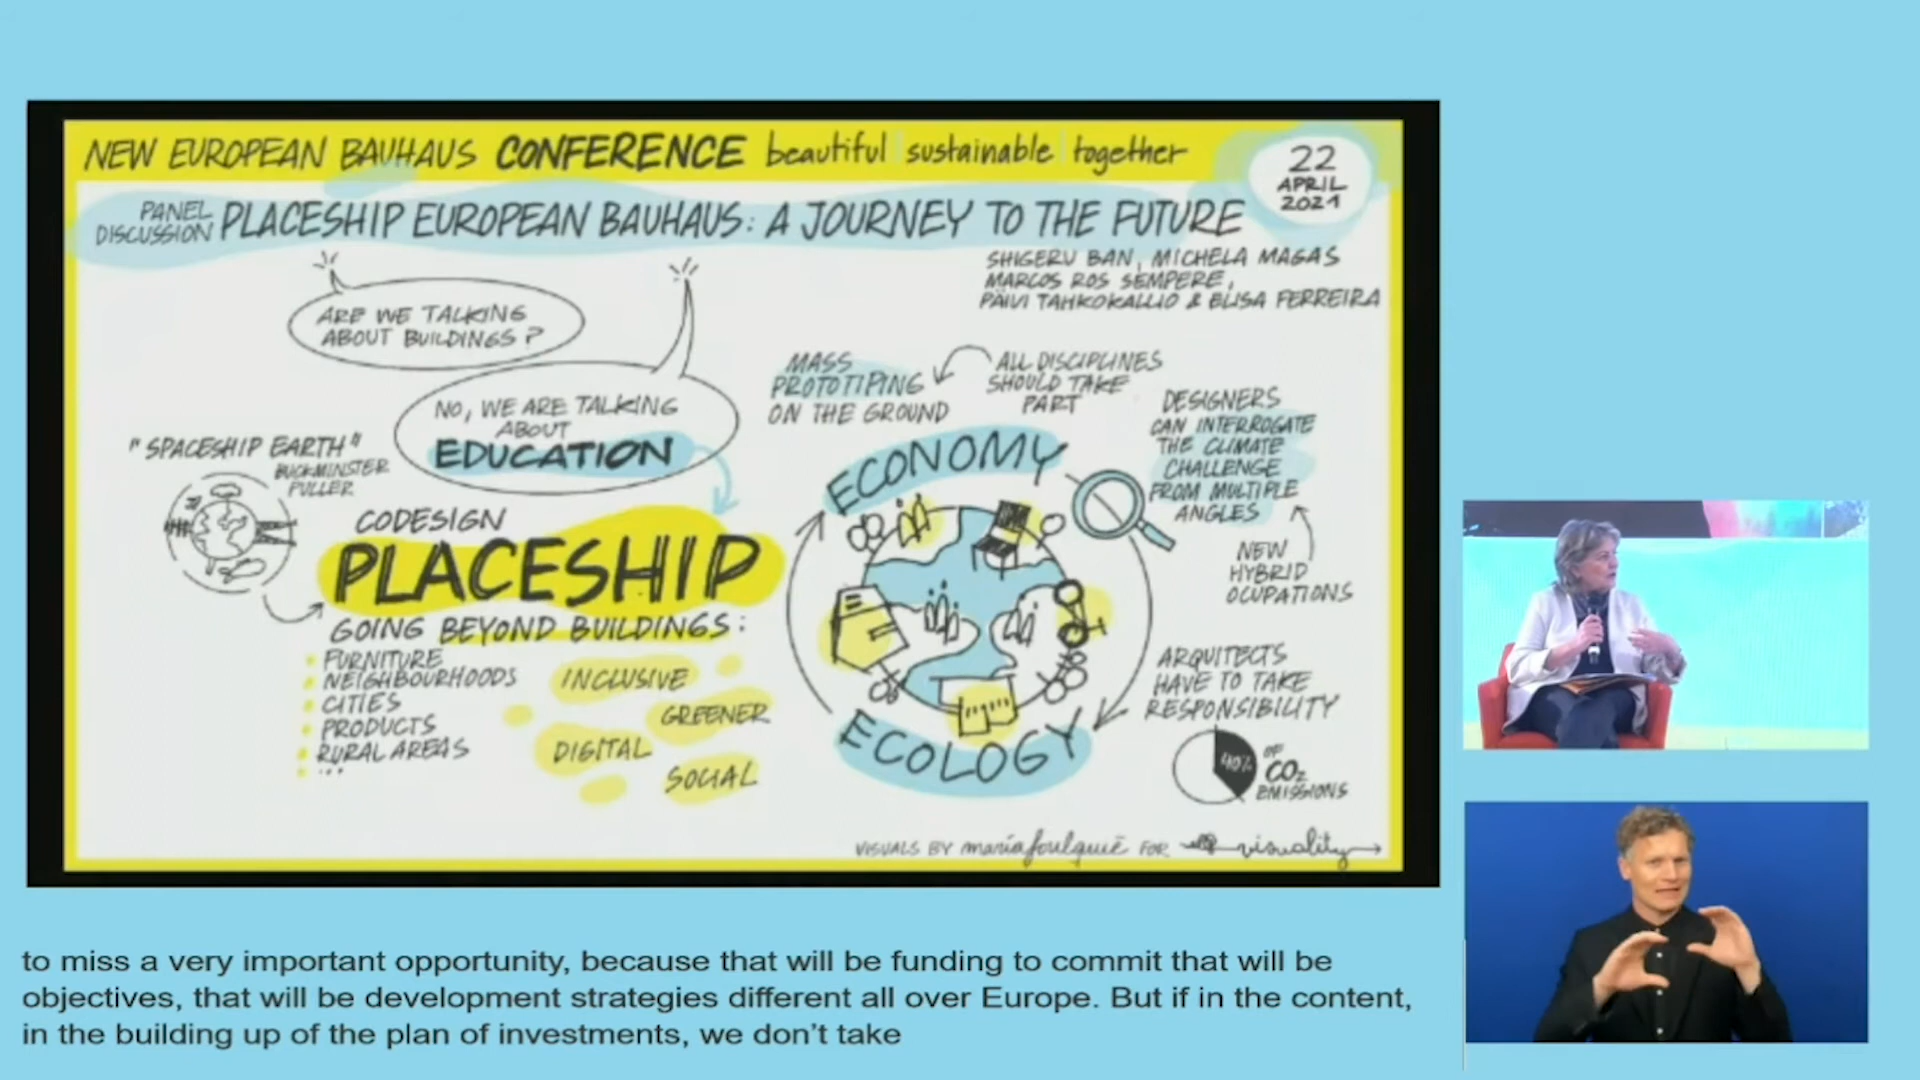 NEW EUROPEAN BAUHAUS CONFERENCE beautiful sustainable together
22
APRIL
2021
PANEL
DISCUSSION
PLACESHIP EUROPEAN BAUHAUS: A JOURNEY TO THE FUTURE
SHIGERU BAN, MICHELA MAGAS
MARCOS ROS SEMPERE,
PÄIVI TAHKOKALLIO & ELISA FERREIRA
ARE WE TALKING
ABOUT BUILDINGS?
NO, WE ARE TALKING
ABOUT
EDUCATION
"SPACESHIP EARTH"
BUCKMINSTER
FULLER
CODESIGN
PLACESHIP
GOING BEYOND BUILDINGS:
FURNITURE
NEIGHBOURHOODS
CITIES
PRODUCTS
RURAL AREAS
...
INCLUSIVE
GREENER
DIGITAL
SOCIAL
MASS
PROTOTIPING
ON THE GROUND
ALL DISCIPLINES
SHOULD TAKE
PART
ECONOMY
ECOLOGY
DESIGNERS
CAN INTERROGATE
THE CLIMATE
CHALLENGE
FROM MULTIPLE
ANGLES
NEW
HYBRID
OCUPATIONS
ARQUITECTS
HAVE TO TAKE
RESPONSIBILITY
40%
OF
CO2
EMISSIONS
VISUALS BY maría foulquié FOR visuality
to miss a very important opportunity, because that will be funding to commit that will be
objectives, that will be development strategies different all over Europe. But if in the content,
in the building up of the plan of investments, we don't take